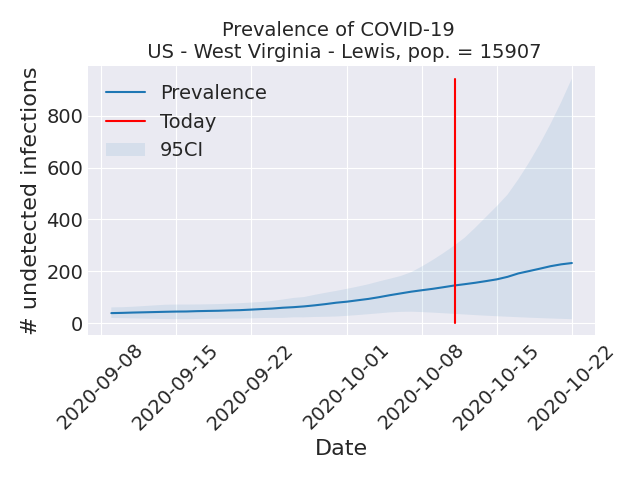 Prevalence of COVID-19
US - West Virginia - Lewis, pop. = 15907
# undetected infections
800
600
400
200
0
Prevalence
Today
95CI
2020-09-08
2020-09-15
2020-09-22
2020-10-01
2020-10-08
2020-10-15
2020-10-22
Date